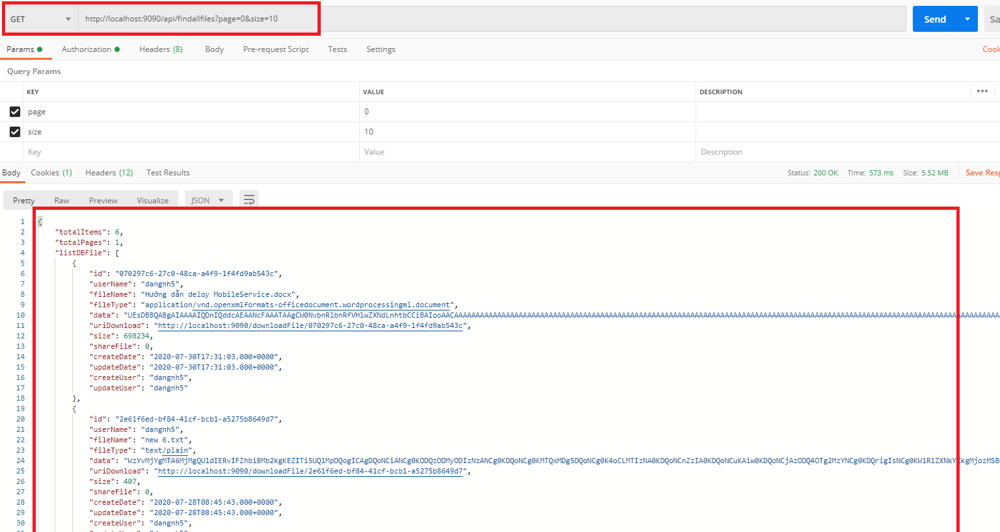 GET http://localhost:9090/api/findallfiles?page=0&size=10 Send Sa
Params Authorization Headers (8) Body Pre-request Script Tests Settings Cook
Query Params
KEY VALUE DESCRIPTION •••
page 0
size 10
Key Value Description
Body Cookies (1) Headers (12) Test Results Status: 200 OK Time: 573 ms Size: 5.52 MB Save Resp
Pretty Raw Preview Visualize JSON
1 {
2 "totalItems": 6,
3 "totalPages": 1,
4 "listDBFile": [
5 {
6 "id": "070297c6-27c0-48ca-a4f9-1f4fd9ab543c",
7 "userName": "dangnh5",
8 "fileName": "Hướng dẫn deloy MobileService.docx",
9 "fileType": "application/vnd.openxmlformats-officedocument.wordprocessingml.document",
10 "data":
11 "uriDownload": "http://localhost:9090/downloadFile/070297c6-27c0-48ca-a4f9-1f4fd9ab543c",
12 "size": 698234,
13 "shareFile": 0,
14 "createDate": "2020-07-30T17:31:03.000+0000",
15 "updateDate": "2020-07-30T17:31:03.000+0000",
16 "createUser": "dangnh5",
17 "updateUser": "dangnh5"
18 },
19 {
20 "id": "2e61f6ed-bf84-41cf-bcb1-a5275b8649d7",
21 "userName": "dangnh5",
22 "fileName": "new 6.txt",
23 "fileType": "text/plain",
24 "data":
25 "uriDownload": "http://localhost:9090/downloadFile/2e61f6ed-bf84-41cf-bcb1-a5275b8649d7",
26 "size": 407,
27 "shareFile": 0,
28 "createDate": "2020-07-28T08:45:43.000+0000",
29 "updateDate": "2020-07-28T08:45:43.000+0000",
30 "createUser": "dangnh5",